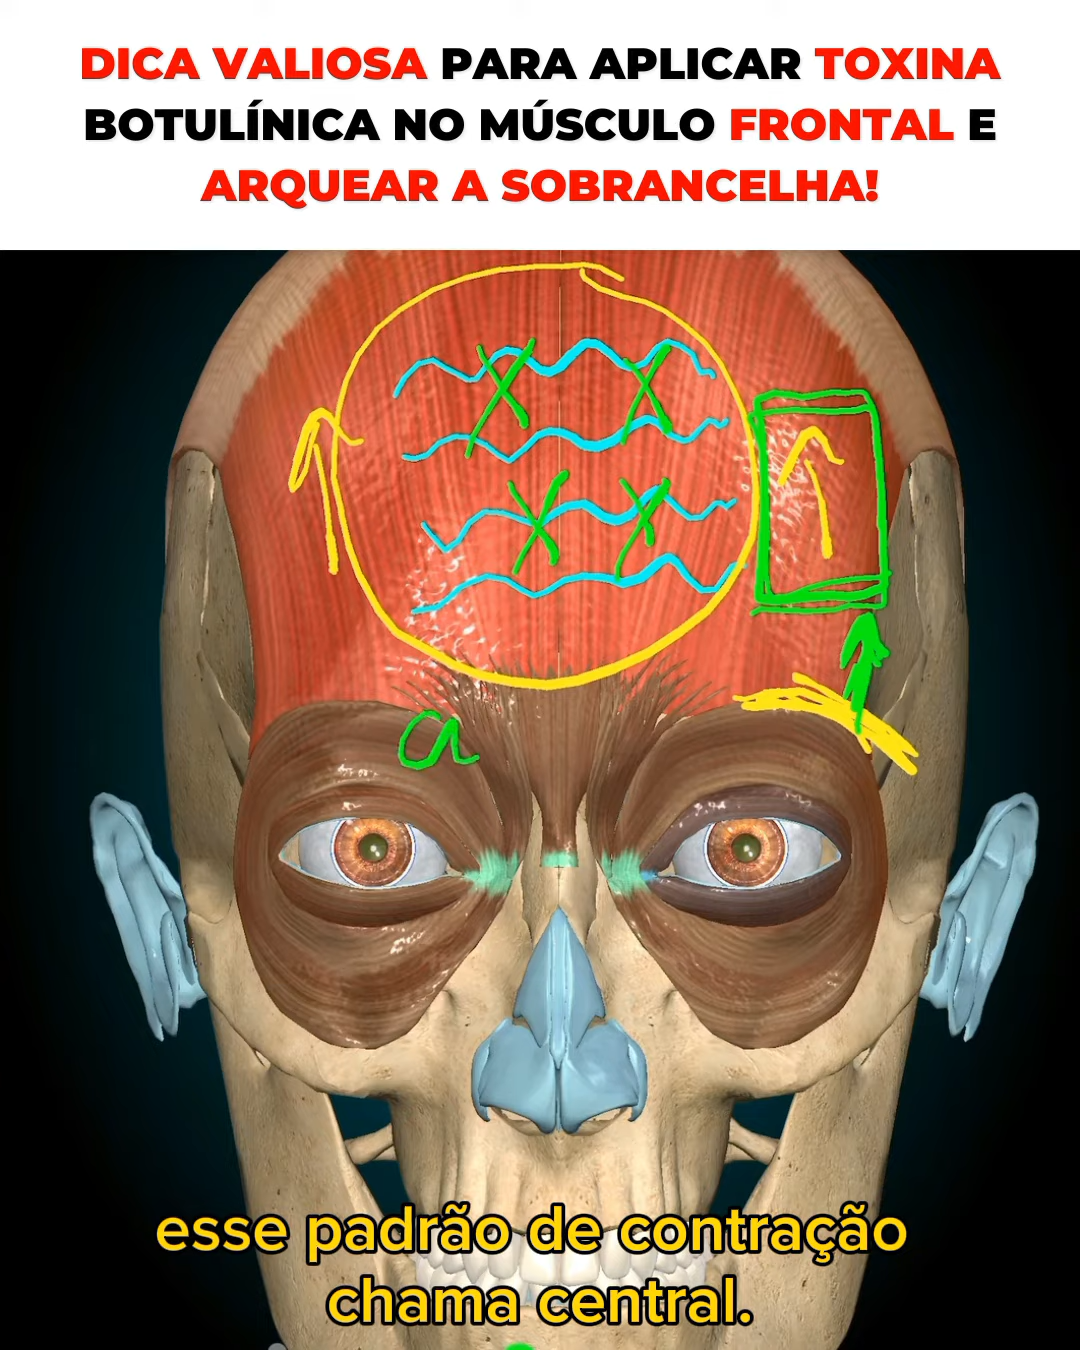 DICA VALIOSA PARA APLICAR TOXINA
BOTULÍNICA NO MÚSCULO FRONTAL E
ARQUEAR A SOBRANCELHA!
a
esse padrão de contração
chama central.